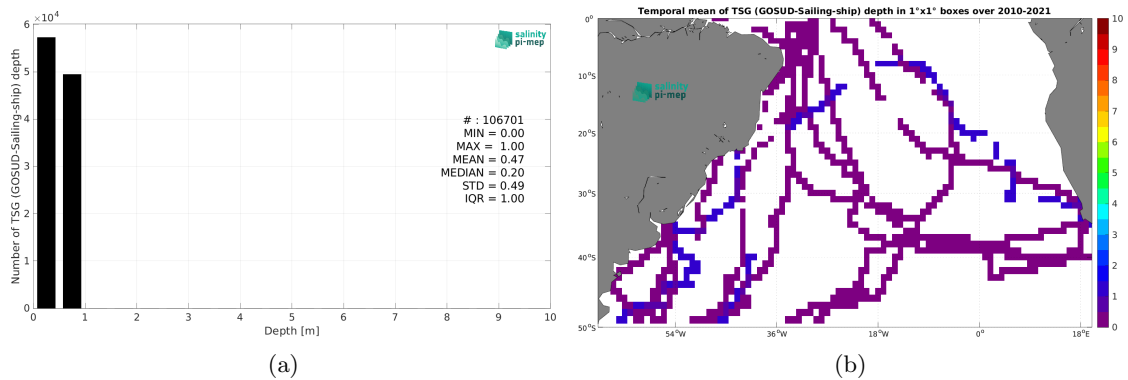 ×10⁴
6
5
4
3
2
1
0
Number of TSG (GOSUD-Sailing-ship) depth
salinity
pi-mep
# : 106701
MIN = 0.00
MAX = 1.00
MEAN = 0.47
MEDIAN = 0.20
STD = 0.49
IQR = 1.00
0 1 2 3 4 5 6 7 8 9 10
Depth [m]
(a)
Temporal mean of TSG (GOSUD-Sailing-ship) depth in 1°x1° boxes over 2010-2021
0°
10°S
20°S
30°S
40°S
50°S
salinity
pi-mep
54°W 36°W 18°W 0° 18°E
10
9
8
7
6
5
4
3
2
1
0
(b)